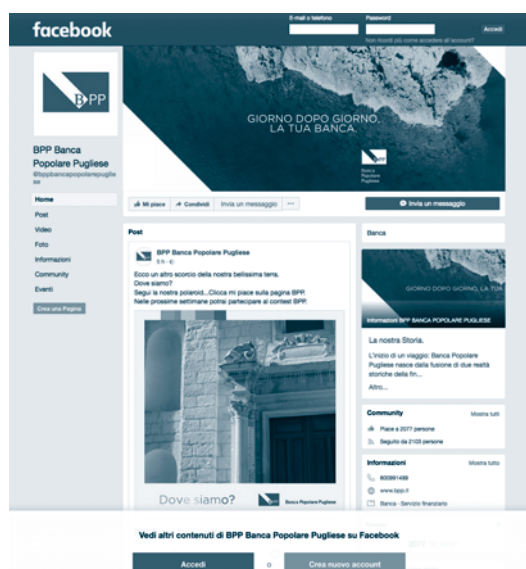 facebook
E-mail o telefono
Password
Accedi
Non ricordi più come accedere all'account?
BPP
GIORNO DOPO GIORNO,
LA TUA BANCA.
BPP
Banca
Popolare
Pugliese
BPP Banca
Popolare Pugliese
@bppbancapopolarepuglie
se
Home
Post
Video
Foto
Informazioni
Community
Eventi
Crea una Pagina
Mi piace
Condividi
Invia un messaggio
Invia un messaggio
Post
BPP Banca Popolare Pugliese
5 h
Ecco un altro scorcio della nostra bellissima terra.
Dove siamo?
Segui la nostra polaroid...Clicca mi piace sulla pagina BPP.
Nelle prossime settimane potrai partecipare al contest BPP.
Dove siamo?
BPP
Banca Popolare Pugliese
Banca
GIORNO DOPO GIORNO, LA TUA
Informazioni BPP BANCA POPOLARE PUGLIESE
La nostra Storia.
L'inizio di un viaggio: Banca Popolare
Pugliese nasce dalla fusione di due realtà
storiche della fin...
Altro...
Community
Mostra tutti
Piace a 2077 persone
Seguito da 2103 persone
Informazioni
Mostra tutto
800991499
www.bpp.it
Banca · Servizio finanziario
Vedi altri contenuti di BPP Banca Popolare Pugliese su Facebook
Accedi
o
Crea nuovo account